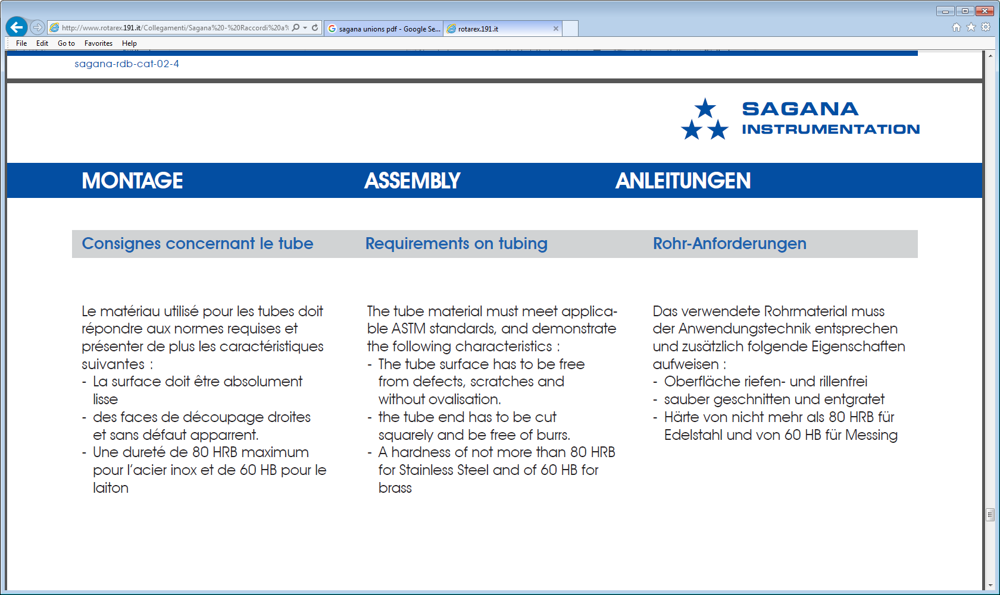 http://www.rotarex.191.it/Collegamenti/Sagana%20-%20Raccordi%20a%
sagana unions pdf - Google Se...
rotarex.191.it
File Edit Go to Favorites Help
sagana-rdb-cat-02-4
SAGANA
INSTRUMENTATION
MONTAGE ASSEMBLY ANLEITUNGEN
Consignes concernant le tube Requirements on tubing Rohr-Anforderungen
Le matériau utilisé pour les tubes doit
répondre aux normes requises et
présenter de plus les caractéristiques
suivantes :
- La surface doit être absolument
lisse
- des faces de découpage droites
et sans défaut apparrent.
- Une dureté de 80 HRB maximum
pour l'acier inox et de 60 HB pour le
laiton
The tube material must meet applica-
ble ASTM standards, and demonstrate
the following characteristics :
- The tube surface has to be free
from defects, scratches and
without ovalisation.
- the tube end has to be cut
squarely and be free of burrs.
- A hardness of not more than 80 HRB
for Stainless Steel and of 60 HB for
brass
Das verwendete Rohrmaterial muss
der Anwendungstechnik entsprechen
und zusätzlich folgende Eigenschaften
aufweisen :
- Oberfläche riefen- und rillenfrei
- sauber geschnitten und entgratet
- Härte von nicht mehr als 80 HRB für
Edelstahl und von 60 HB für Messing